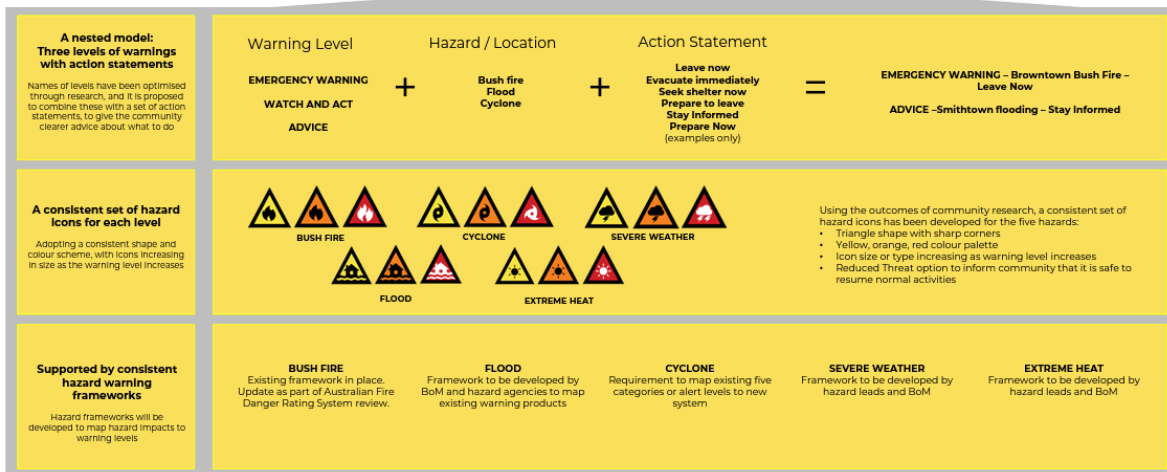 A nested model:
Three levels of warnings
with action statements
Names of levels have been optimised
through research, and it is proposed
to combine these with a set of action
statements, to give the community
clearer advice about what to do
Warning Level
EMERGENCY WARNING
WATCH AND ACT
ADVICE
+
Hazard / Location
Bush fire
Flood
Cyclone
+
Action Statement
Leave now
Evacuate immediately
Seek shelter now
Prepare to leave
Stay Informed
Prepare Now
(examples only)
=
EMERGENCY WARNING – Browntown Bush Fire –
Leave Now
ADVICE –Smithtown flooding – Stay Informed
A consistent set of hazard
icons for each level
Adopting a consistent shape and
colour scheme, with icons increasing
in size as the warning level increases
BUSH FIRE
CYCLONE
SEVERE WEATHER
FLOOD
EXTREME HEAT
Using the outcomes of community research, a consistent set of
hazard icons has been developed for the five hazards:
• Triangle shape with sharp corners
• Yellow, orange, red colour palette
• Icon size or type increasing as warning level increases
• Reduced Threat option to inform community that it is safe to
resume normal activities
Supported by consistent
hazard warning
frameworks
Hazard frameworks will be
developed to map hazard impacts to
warning levels
BUSH FIRE
Existing framework in place.
Update as part of Australian Fire
Danger Rating System review.
FLOOD
Framework to be developed by
BoM and hazard agencies to map
existing warning products
CYCLONE
Requirement to map existing five
categories or alert levels to new
system
SEVERE WEATHER
Framework to be developed by
hazard leads and BoM
EXTREME HEAT
Framework to be developed by
hazard leads and BoM